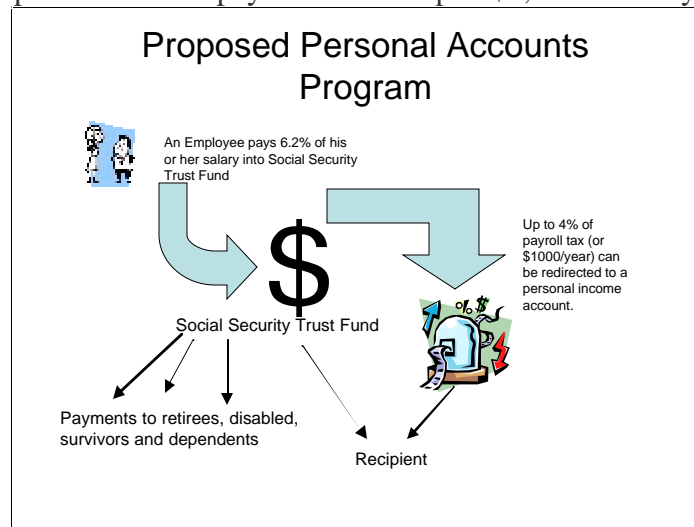 Proposed Personal Accounts
Program
An Employee pays 6.2% of his
or her salary into Social Security
Trust Fund
$
Up to 4% of
payroll tax (or
$1000/year) can
be redirected to a
personal income
account.
% $
Social Security Trust Fund
Payments to retirees, disabled,
survivors and dependents
Recipient